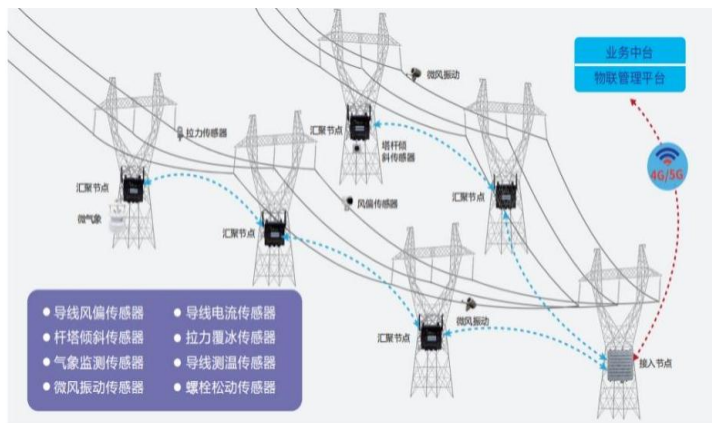 业务中台
物联管理平台
微风振动
4G/5G
拉力传感器
汇聚节点
塔杆倾
斜传感器
汇聚节点
微气象
汇聚节点
风偏传感器
汇聚节点
微风振动
汇聚节点
接入节点
导线风偏传感器
导线电流传感器
杆塔倾斜传感器
拉力覆冰传感器
气象监测传感器
导线测温传感器
微风振动传感器
螺栓松动传感器